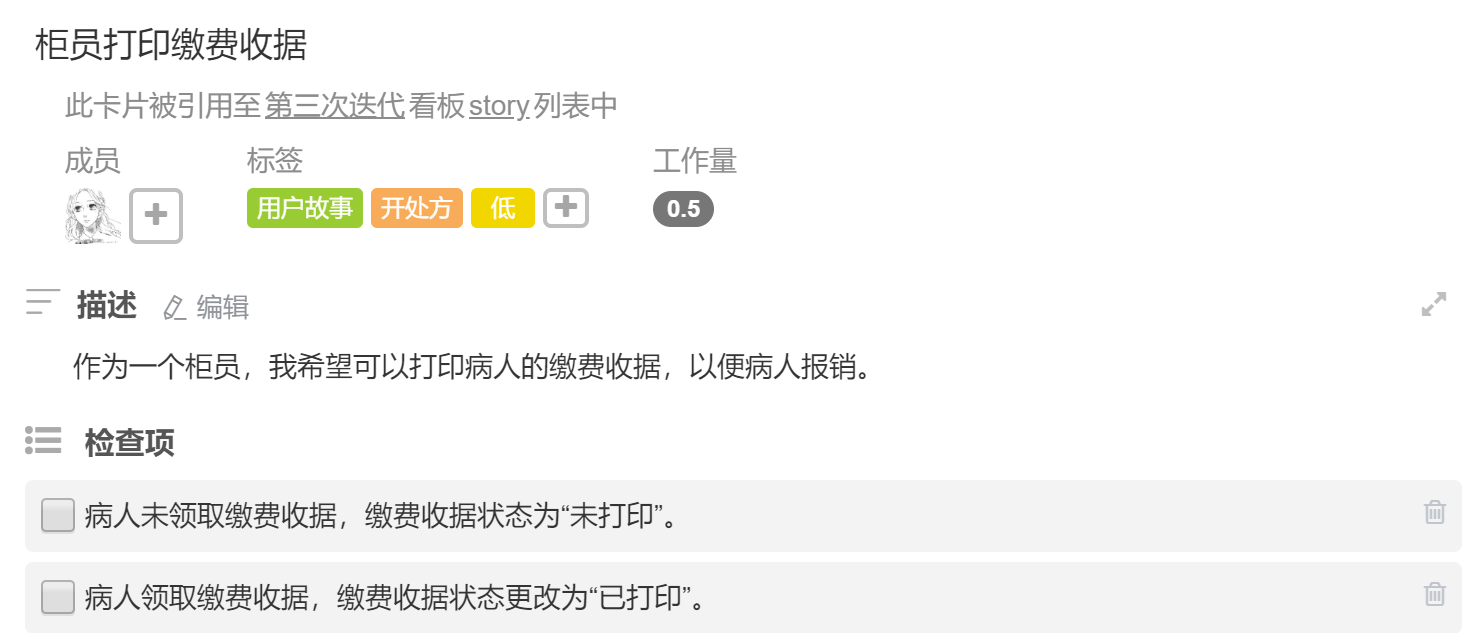 柜员打印缴费收据
此卡片被引用至 第三次迭代 看板 story 列表中
成员 标签 工作量
用户故事 开处方 低 0.5
描述 编辑
作为一个柜员，我希望可以打印病人的缴费收据，以便病人报销。
检查项
病人未领取缴费收据，缴费收据状态为“未打印”。
病人领取缴费收据，缴费收据状态更改为“已打印”。